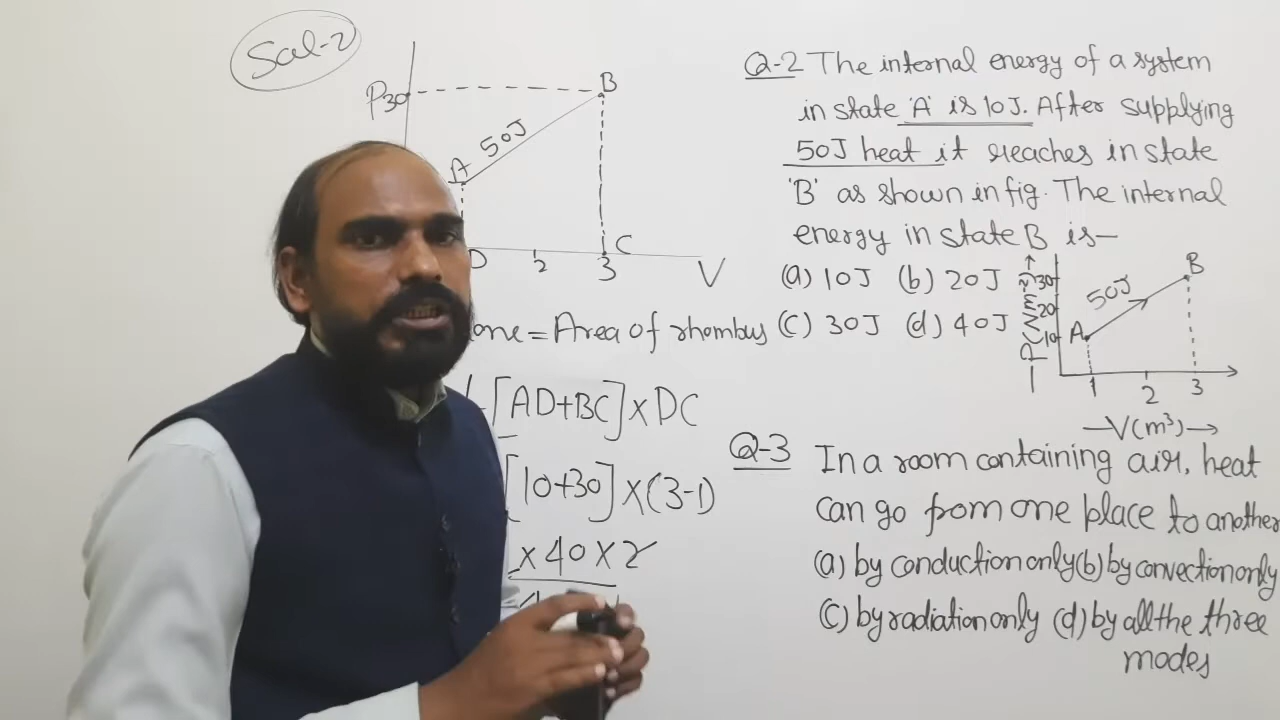 Sol-2
P
30
B
50J
A
D
2
3
C
V
one = Area of rhombus
[AD+BC] × DC
[10+30] × (3-1)
× 40 × 2
Q-2 The internal energy of a system
in state 'A' is 10J. After supplying
50J heat it reaches in state
'B' as shown in fig. The internal
energy in state B is—
(a) 10J (b) 20J
(c) 30J (d) 40J
30
20
10
A
50J
B
1
2
3
—V(m³)→
Q-3 In a room containing air, heat
can go from one place to another
(a) by conduction only (b) by convection only
(c) by radiation only (d) by all the three
modes